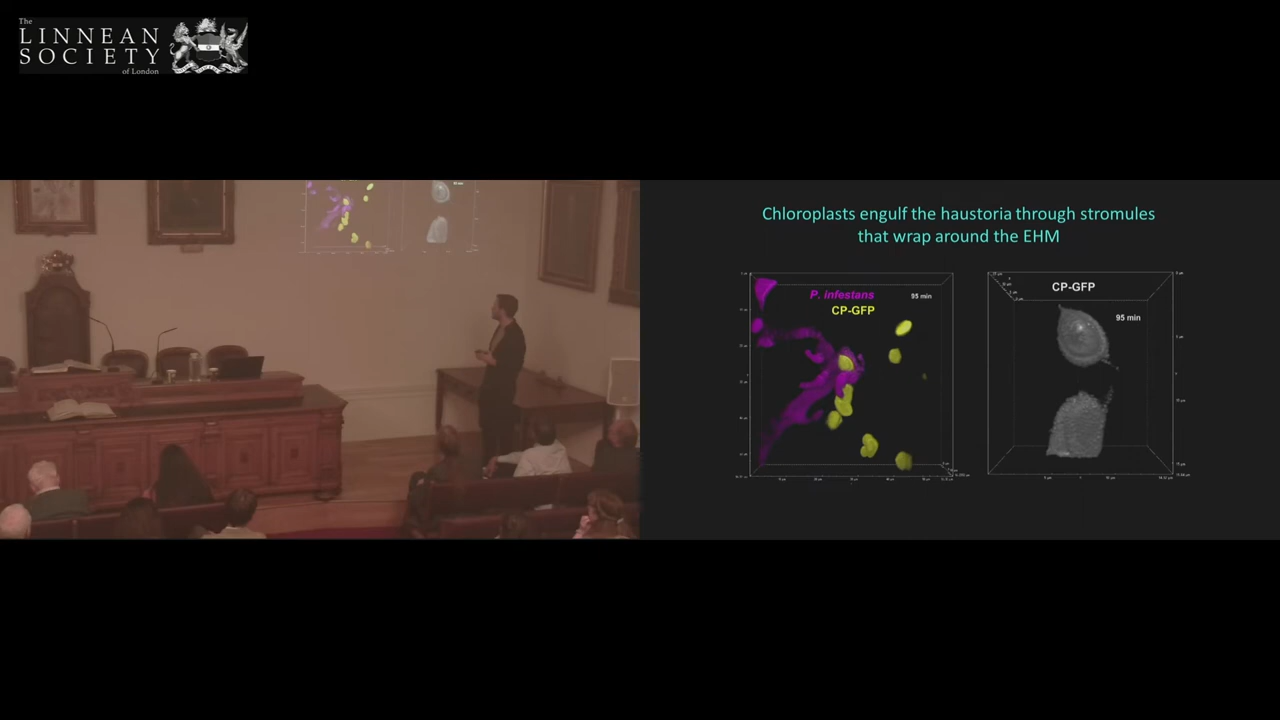 The
LINNEAN
SOCIETY
of London
Chloroplasts engulf the haustoria through stromules
that wrap around the EHM
P. infestans
95 min
CP-GFP
CP-GFP
95 min